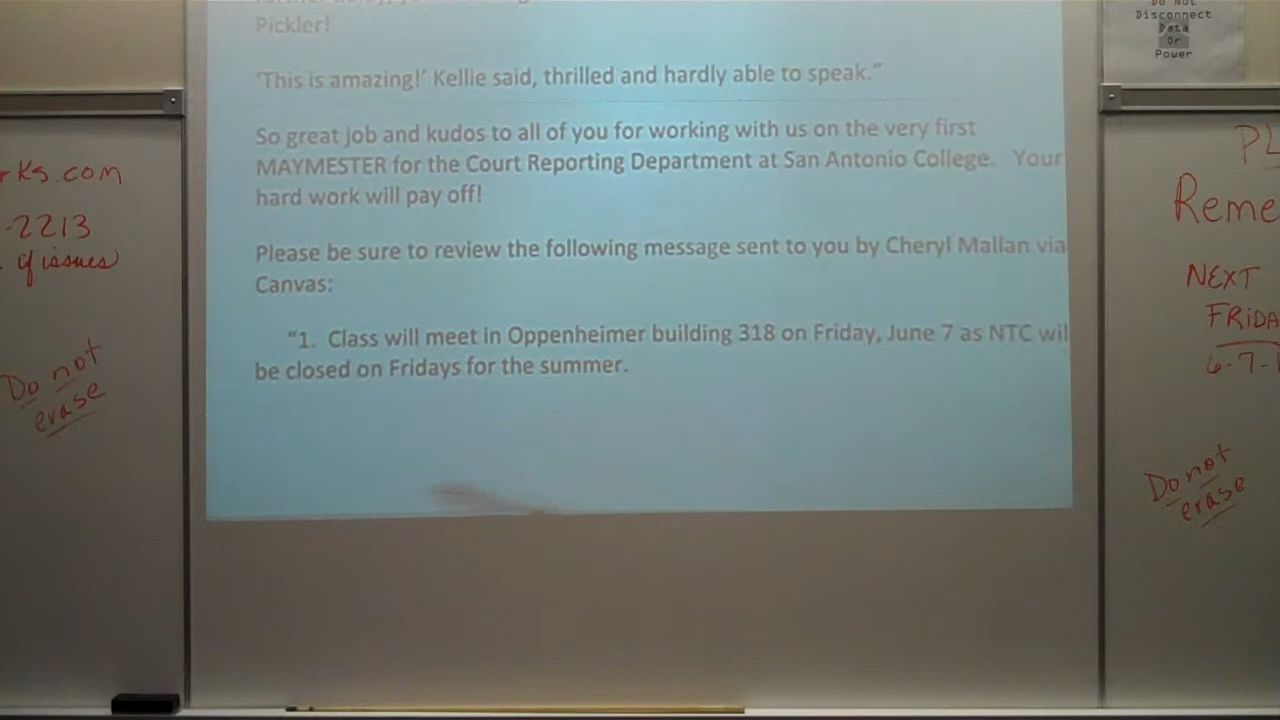 Pickler!
'This is amazing!' Kellie said, thrilled and hardly able to speak."
So great job and kudos to all of you for working with us on the very first
MAYMESTER for the Court Reporting Department at San Antonio College. Your
hard work will pay off!
Please be sure to review the following message sent to you by Cheryl Mallan via
Canvas:
"1. Class will meet in Oppenheimer building 318 on Friday, June 7 as NTC will
be closed on Fridays for the summer.
rks.com
-2213
if issues
Do not
erase
Do Not
Disconnect
Data
Or
Power
PL
Reme
NEXT
FRIDA
6-7-1
Do not
erase